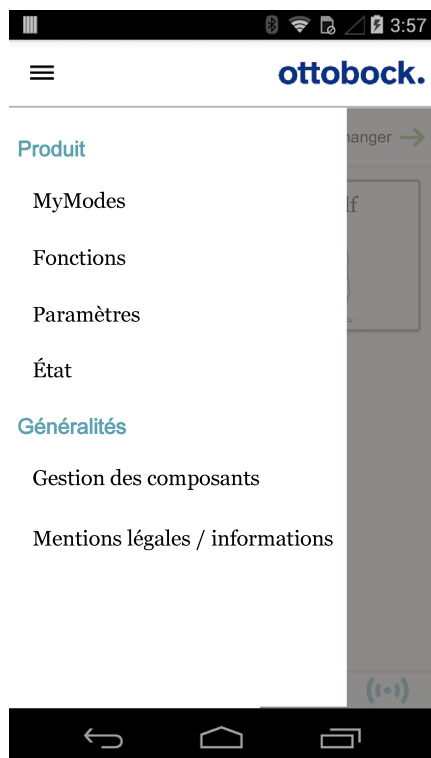 3:57
ottobock.
Produit
MyModes
Fonctions
Paramètres
État
Généralités
Gestion des composants
Mentions légales / informations